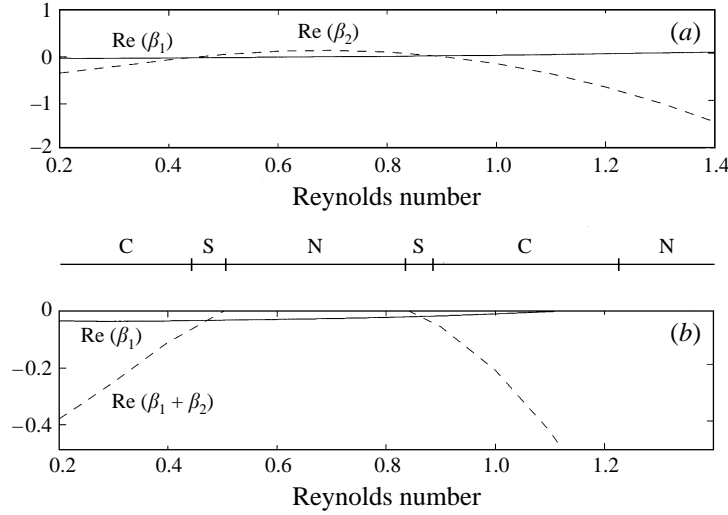 1
Re (β₁) Re (β₂) (a)
0
−1
−2
0.2 0.4 0.6 0.8 1.0 1.2 1.4
Reynolds number
C S N S C N
0
Re (β₁) (b)
−0.2
Re (β₁ + β₂)
−0.4
0.2 0.4 0.6 0.8 1.0 1.2
Reynolds number